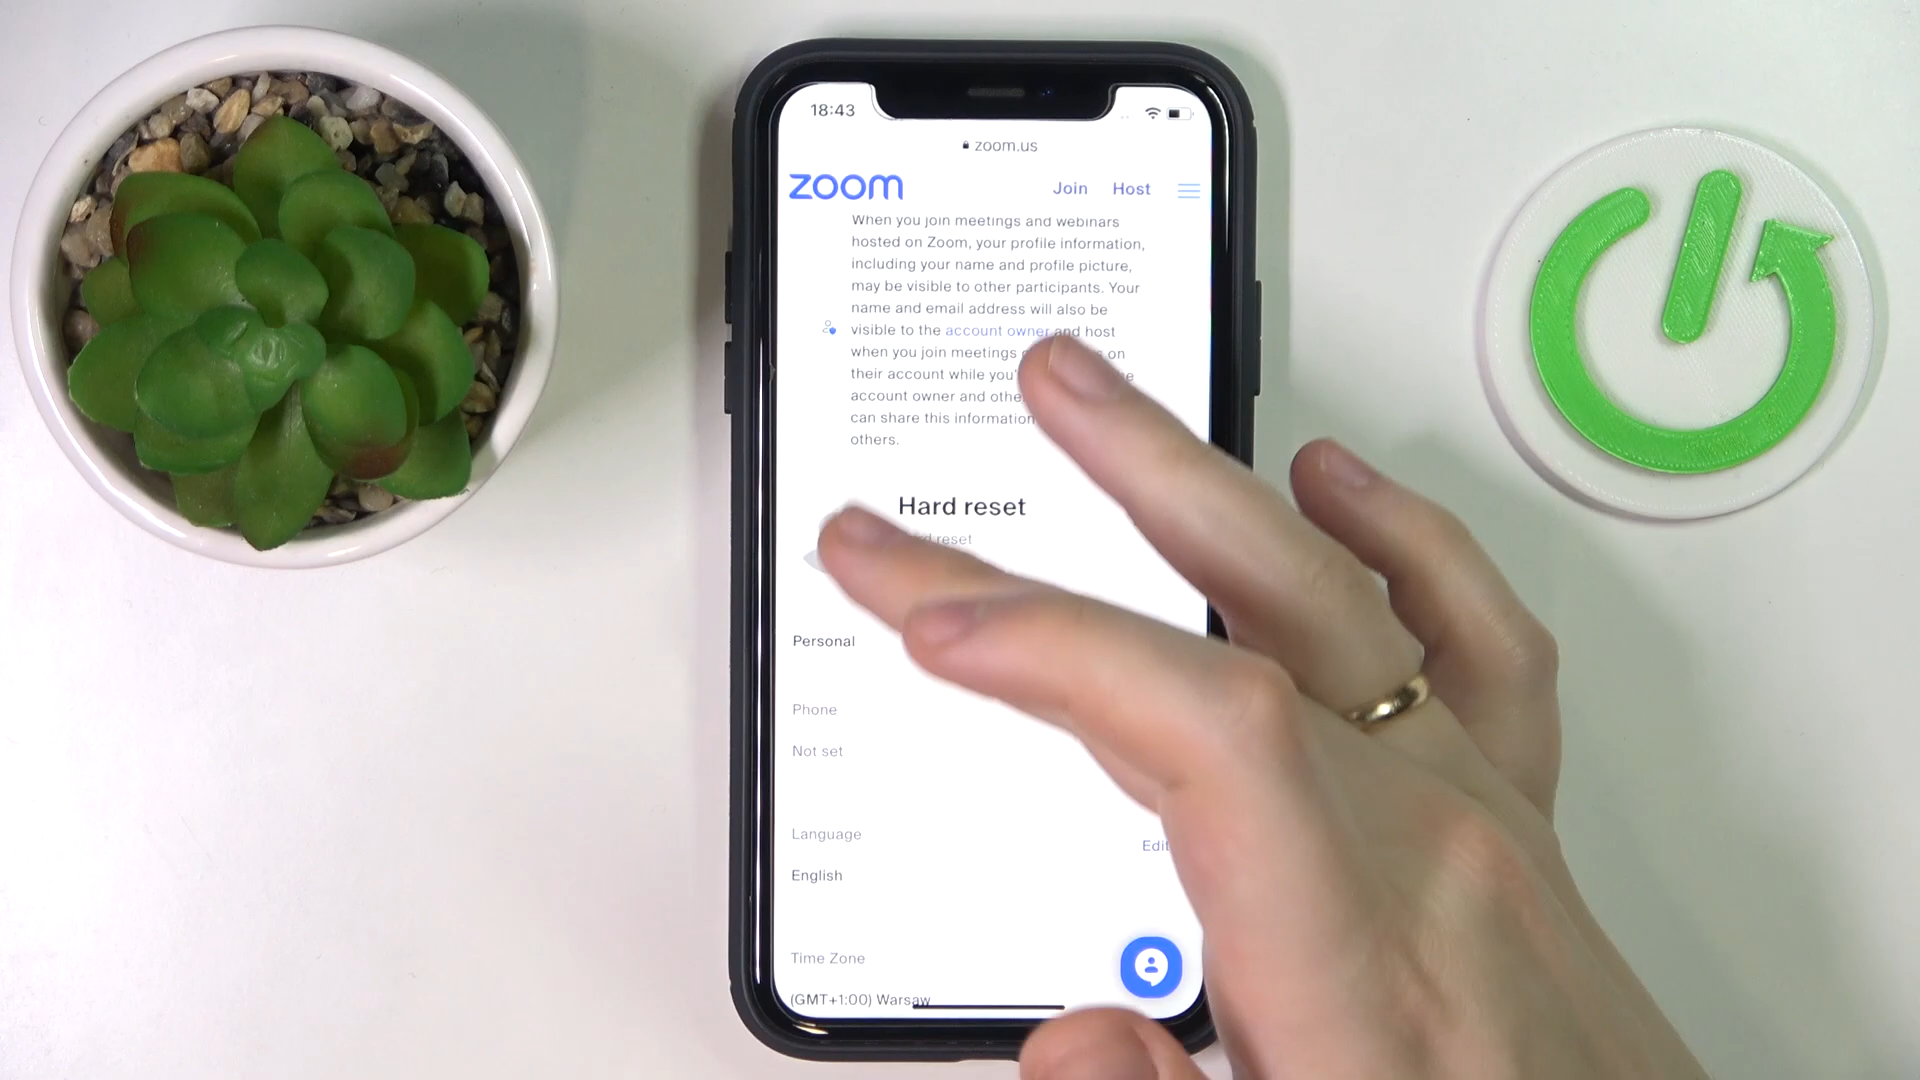 18:43
zoom.us
zoom
Join Host
When you join meetings and webinars
hosted on Zoom, your profile information,
including your name and profile picture,
may be visible to other participants. Your
name and email address will also be
visible to the account owner and host
when you join meetings on
their account while you'
account owner and othe
can share this information
others.
Hard reset
reset
Personal
Phone
Not set
Language
Edit
English
Time Zone
(GMT+1:00) Warsaw